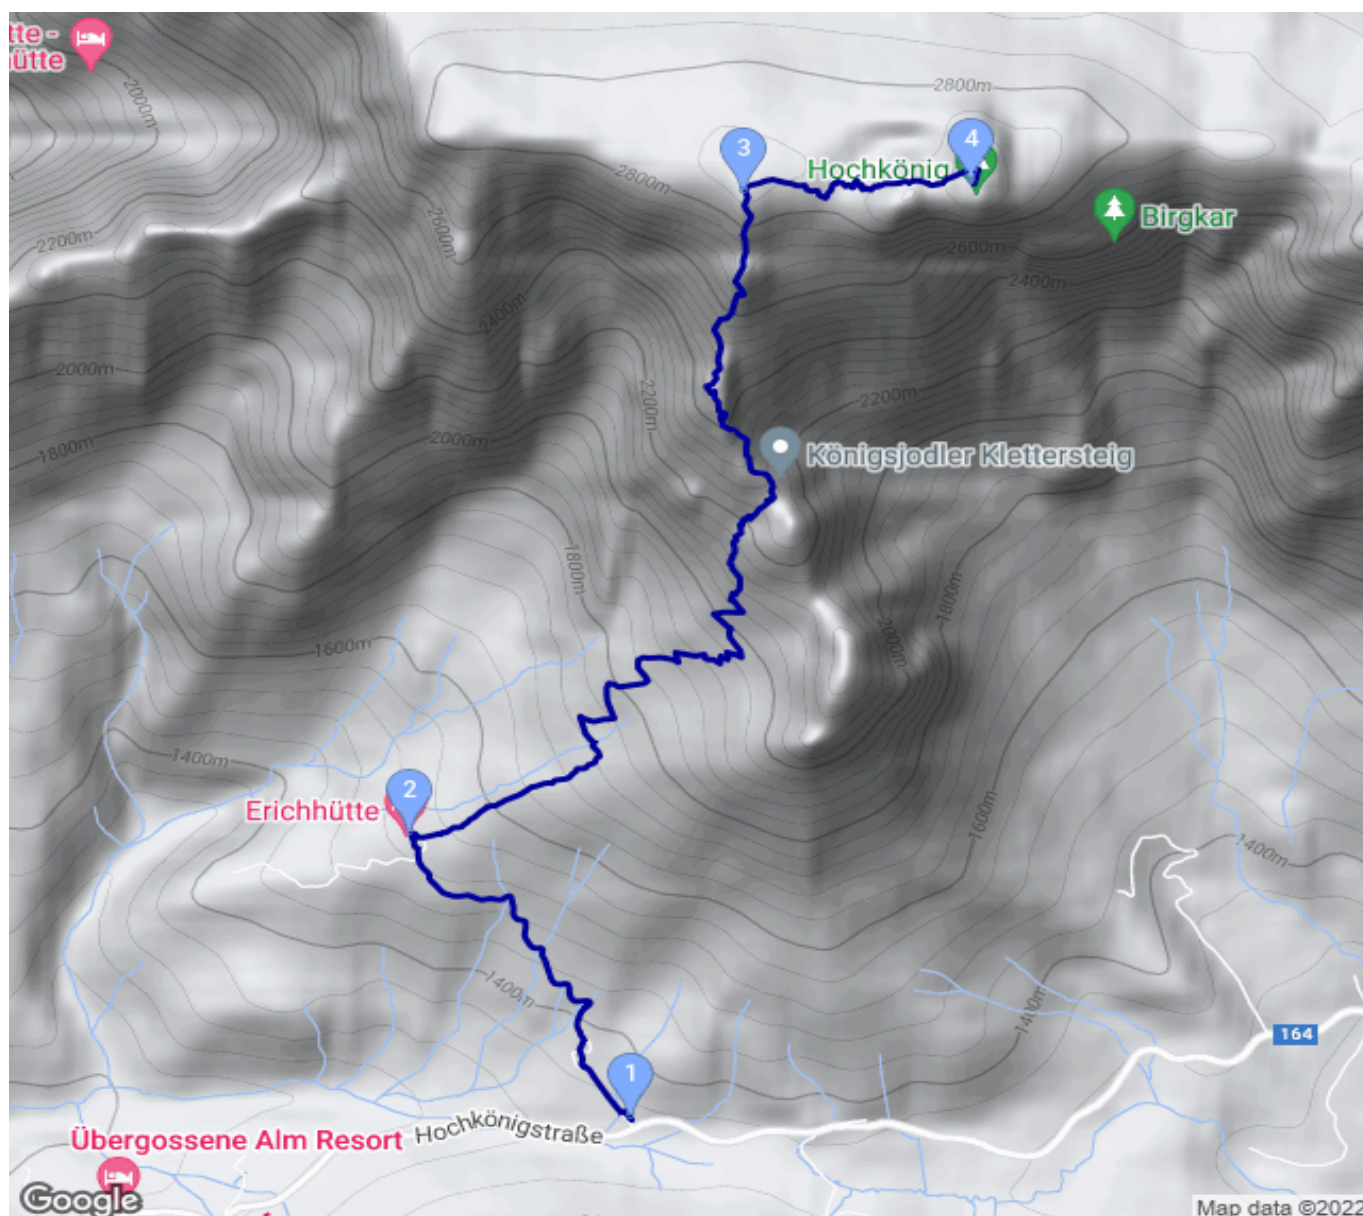 tte -
ütte
2000m
2800m
3
4
Hochkönig
2800m
Birgkar
2600m
2200m
2600m
2400m
2400m
2000m
2200m
2200m
1800m
2000m
Königsjodler Klettersteig
1800m
1800m
1600m
2000m
1400m
2
Erichhütte
1600m
1400m
1400m
1400m
164
1
Hochkönigstraße
Übergossene Alm Resort
Google
Map data ©2022